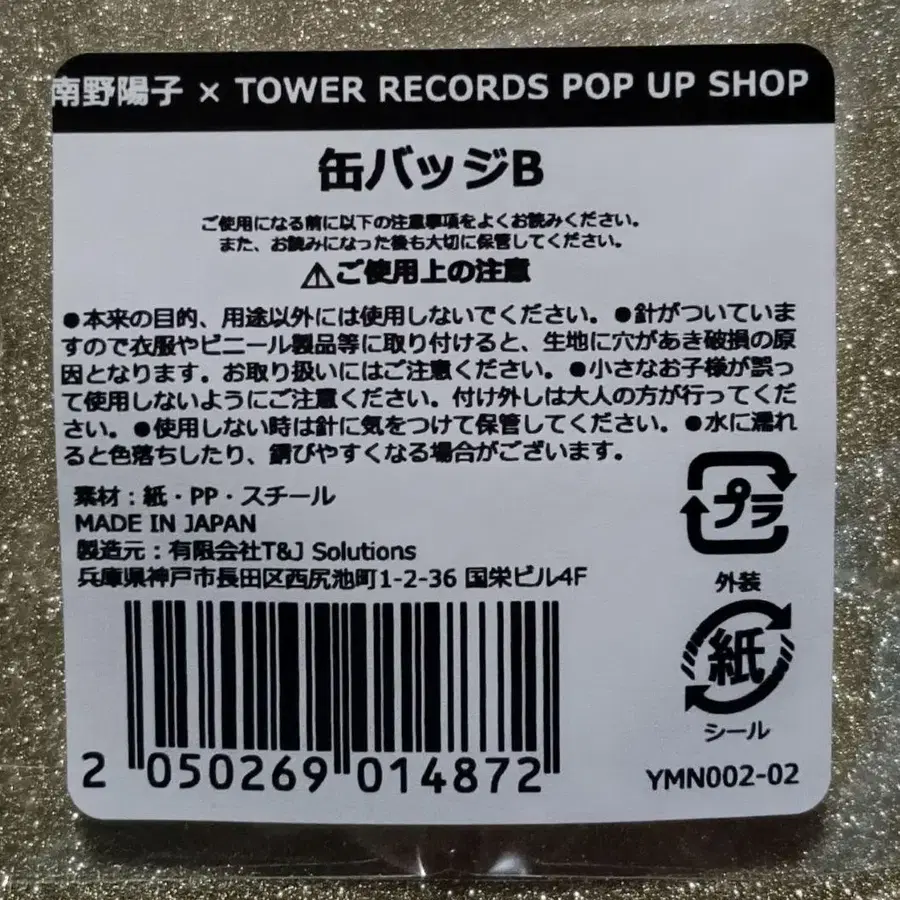 南野陽子 × TOWER RECORDS POP UP SHOP
缶バッジB
ご使用になる前に以下の注意事項をよくお読みください。
また、お読みになった後も大切に保管してください。
⚠ご使用上の注意
●本来の目的、用途以外には使用しないでください。●針がついていま
すので衣服やビニール製品等に取り付けると、生地に穴があき破損の原
因となります。お取り扱いにはご注意ください。●小さなお子様が誤っ
て使用しないようにご注意ください。付け外しは大人の方が行ってくだ
さい。●使用しない時は針に気をつけて保管してください。●水に濡れ
ると色落ちしたり、錆びやすくなる場合がございます。
素材：紙・PP・スチール
MADE IN JAPAN
製造元：有限会社T&J Solutions
兵庫県神戸市長田区西尻池町1-2-36 国栄ビル4F
プラ
外装
紙
シール
2 050269 014872
YMN002-02